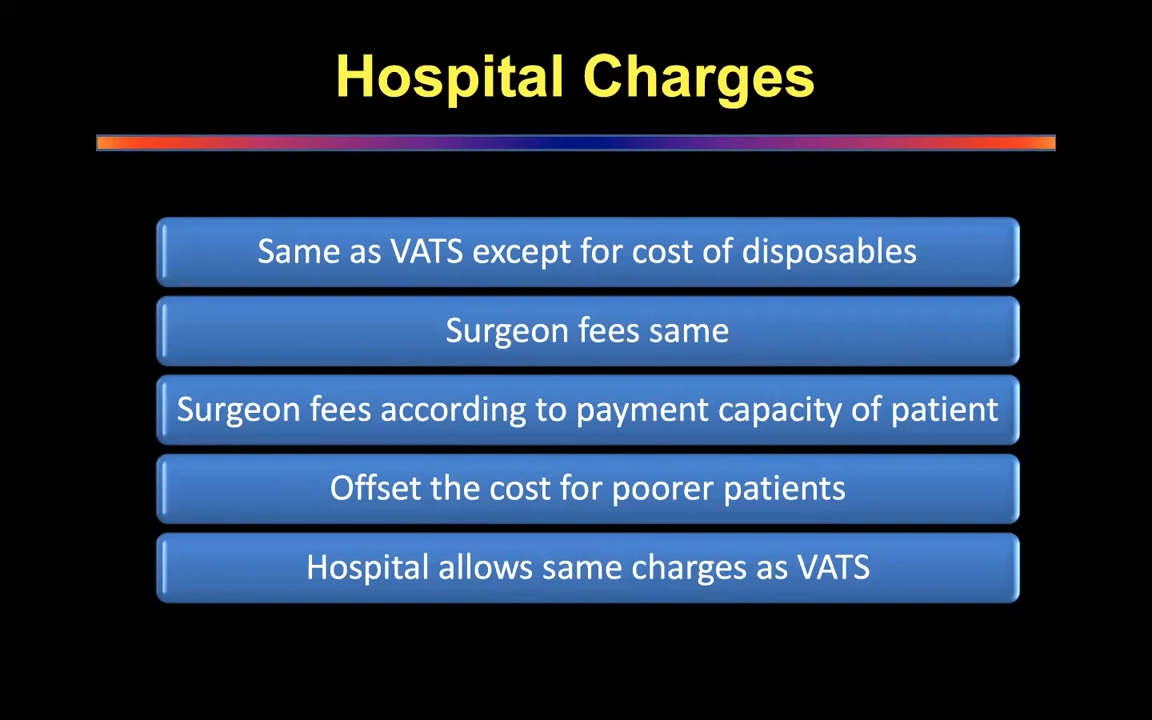 Hospital Charges
Same as VATS except for cost of disposables
Surgeon fees same
Surgeon fees according to payment capacity of patient
Offset the cost for poorer patients
Hospital allows same charges as VATS